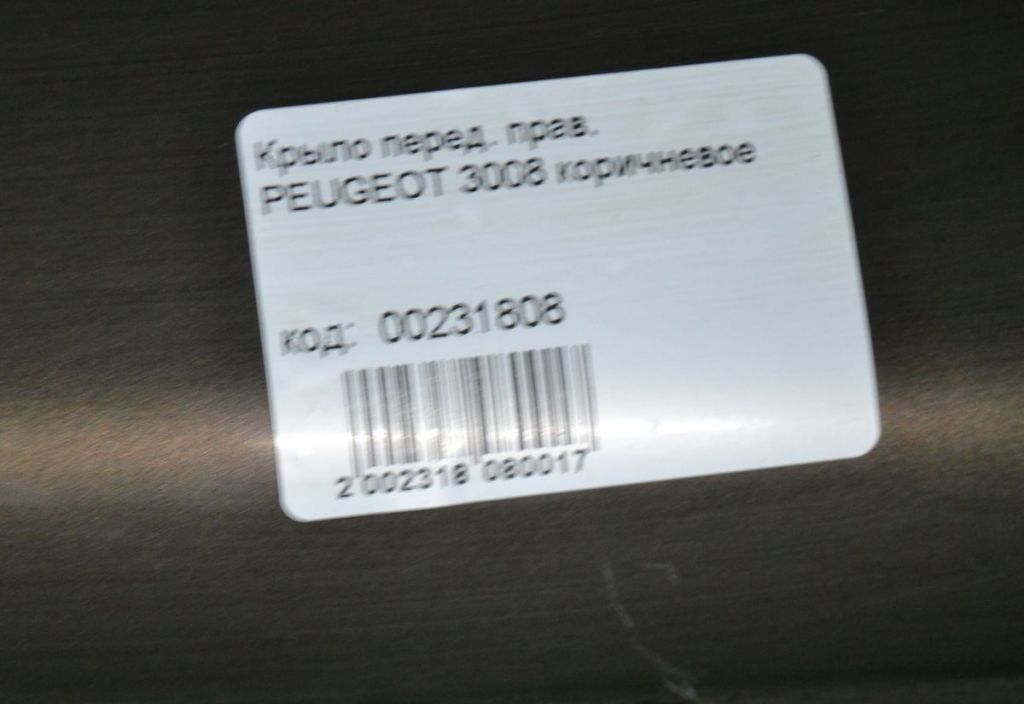 Крыло перед. прав.
PEUGEOT 3008 коричневое
код: 00231808
2 002318 080017